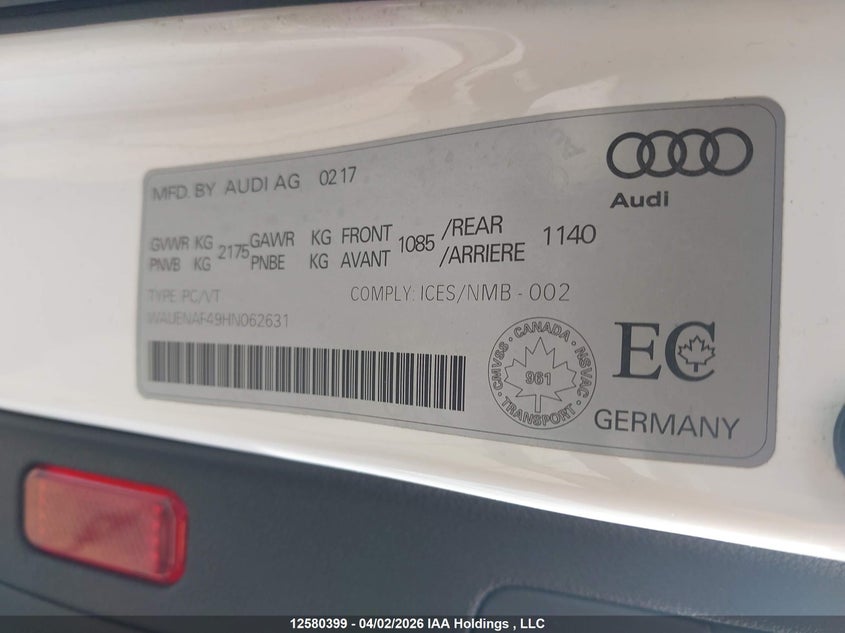 MFD. BY AUDI AG 0217
Audi
GVWR KG 2175 GAWR KG FRONT 1085 /REAR 1140
PNVB KG PNBE KG AVANT /ARRIERE
TYPE: PC/VT COMPLY: ICES/NMB - 002
WAUENAF49HN062631
CANADA
CMVSS NSVAC
961
TRANSPORT
EC
GERMANY
12580399 - 04/02/2026 IAA Holdings , LLC